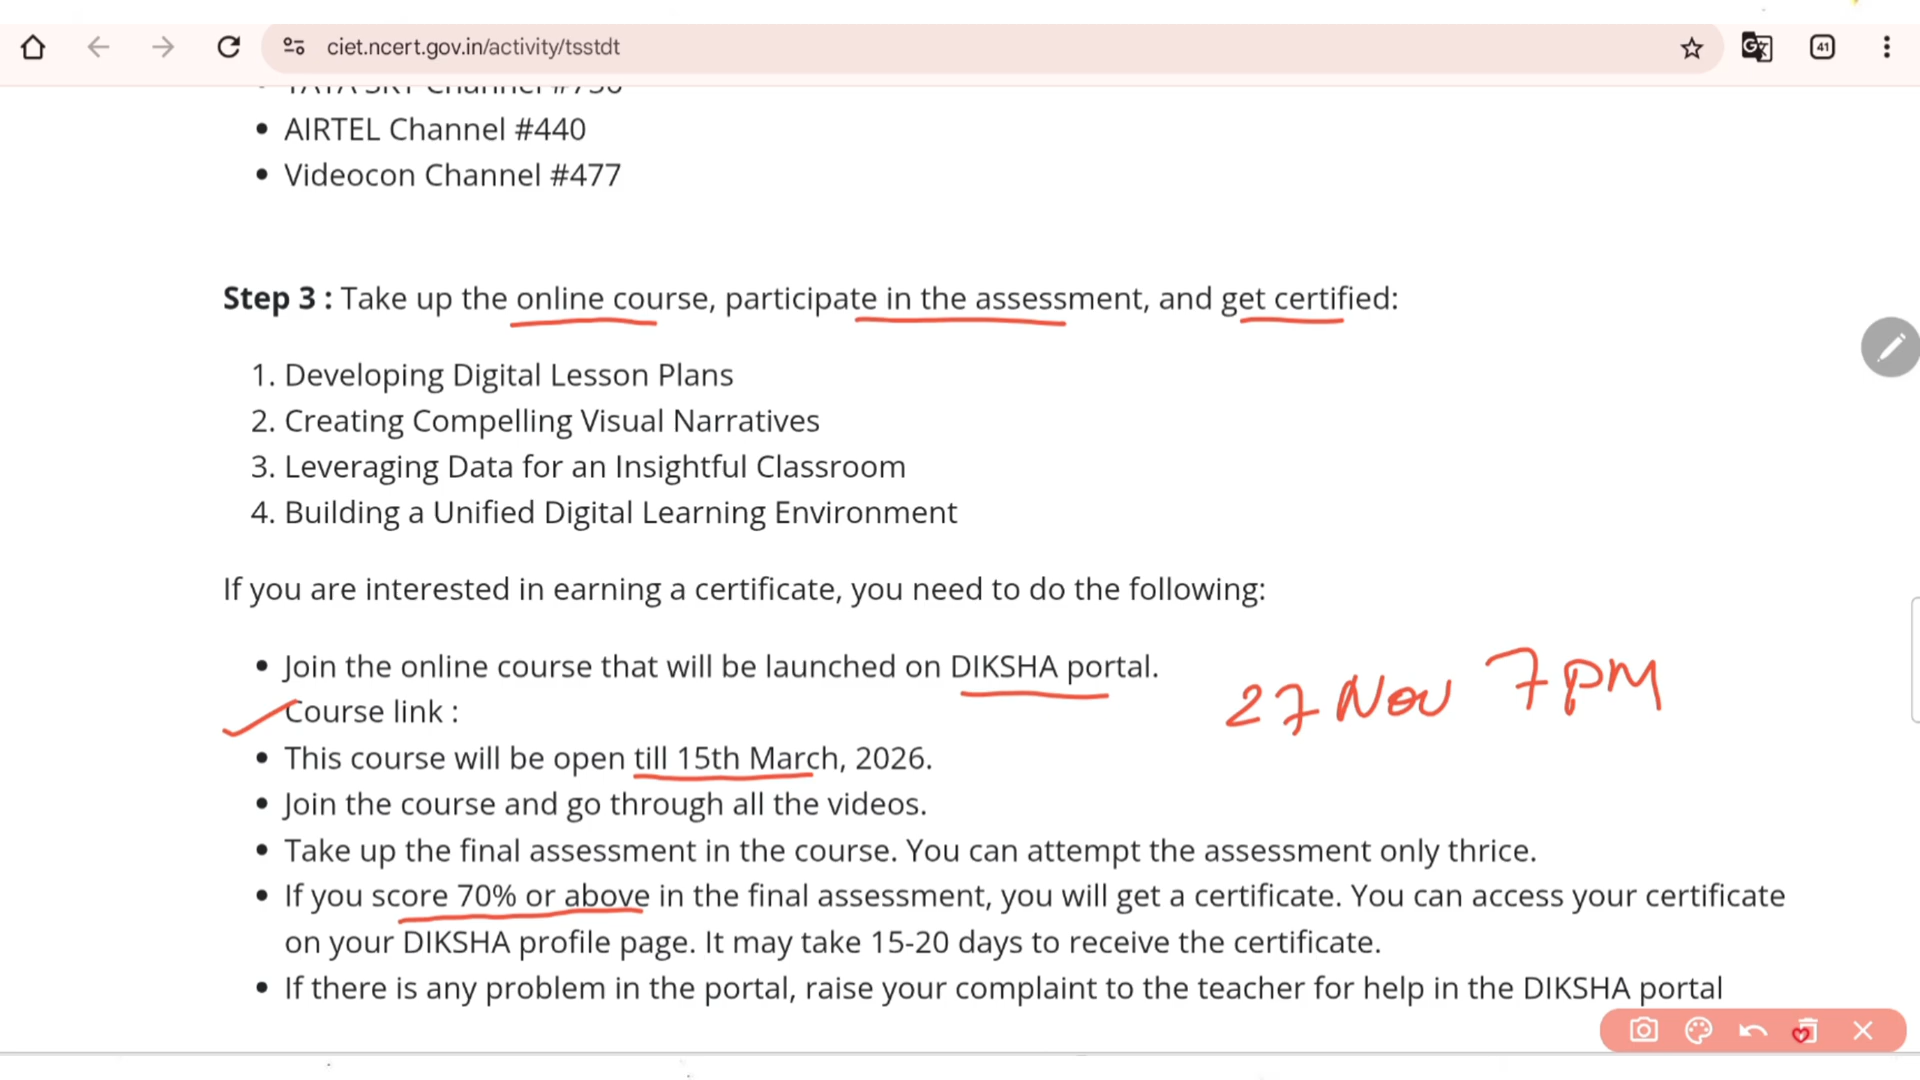 ciet.ncert.gov.in/activity/tsstdt
41
TATA SKY Channel #756
• AIRTEL Channel #440
• Videocon Channel #477
Step 3 : Take up the online course, participate in the assessment, and get certified:
1. Developing Digital Lesson Plans
2. Creating Compelling Visual Narratives
3. Leveraging Data for an Insightful Classroom
4. Building a Unified Digital Learning Environment
If you are interested in earning a certificate, you need to do the following:
• Join the online course that will be launched on DIKSHA portal.
27 Nov 7 PM
Course link :
• This course will be open till 15th March, 2026.
• Join the course and go through all the videos.
• Take up the final assessment in the course. You can attempt the assessment only thrice.
• If you score 70% or above in the final assessment, you will get a certificate. You can access your certificate
on your DIKSHA profile page. It may take 15-20 days to receive the certificate.
• If there is any problem in the portal, raise your complaint to the teacher for help in the DIKSHA portal